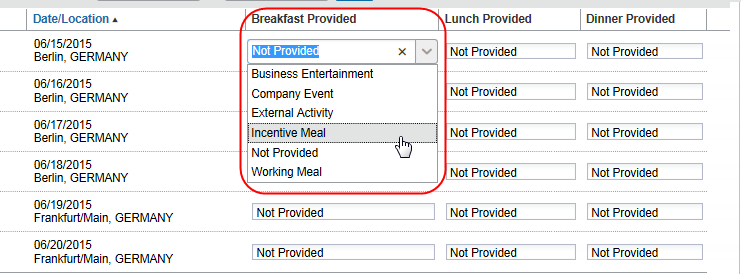 Date/Location Breakfast Provided Lunch Provided Dinner Provided
06/15/2015
Berlin, GERMANY
Not Provided Not Provided Not Provided
Business Entertainment
Company Event
External Activity
Incentive Meal
Not Provided
Working Meal
06/16/2015
Berlin, GERMANY
Not Provided Not Provided
06/17/2015
Berlin, GERMANY
Not Provided Not Provided
06/18/2015
Berlin, GERMANY
Not Provided Not Provided
06/19/2015
Frankfurt/Main, GERMANY
Not Provided Not Provided Not Provided
06/20/2015
Frankfurt/Main, GERMANY
Not Provided Not Provided Not Provided